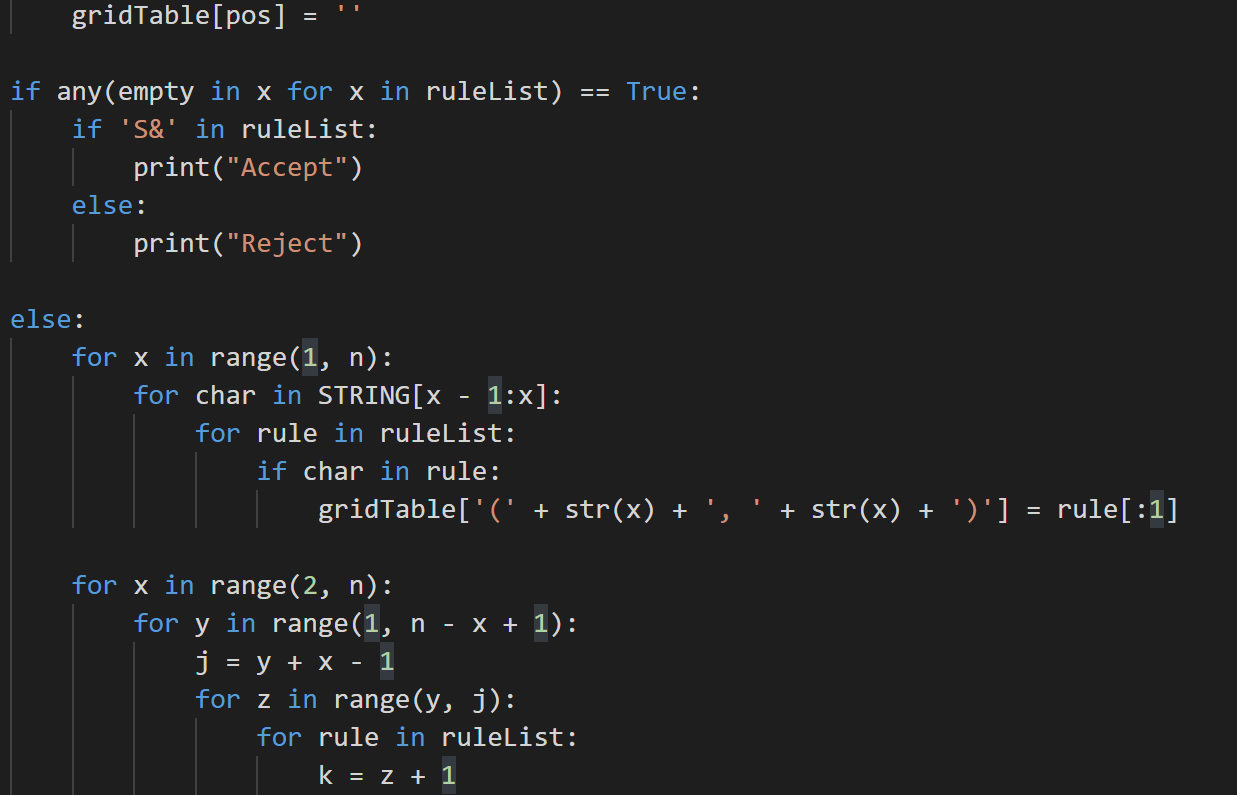 gridTable[pos] = ''
if any(empty in x for x in ruleList) == True:
if 'S&' in ruleList:
print("Accept")
else:
print("Reject")
else:
for x in range(1, n):
for char in STRING[x - 1:x]:
for rule in ruleList:
if char in rule:
gridTable['(' + str(x) + ', ' + str(x) + ')'] = rule[:1]
for x in range(2, n):
for y in range(1, n - x + 1):
j = y + x - 1
for z in range(y, j):
for rule in ruleList:
k = z + 1